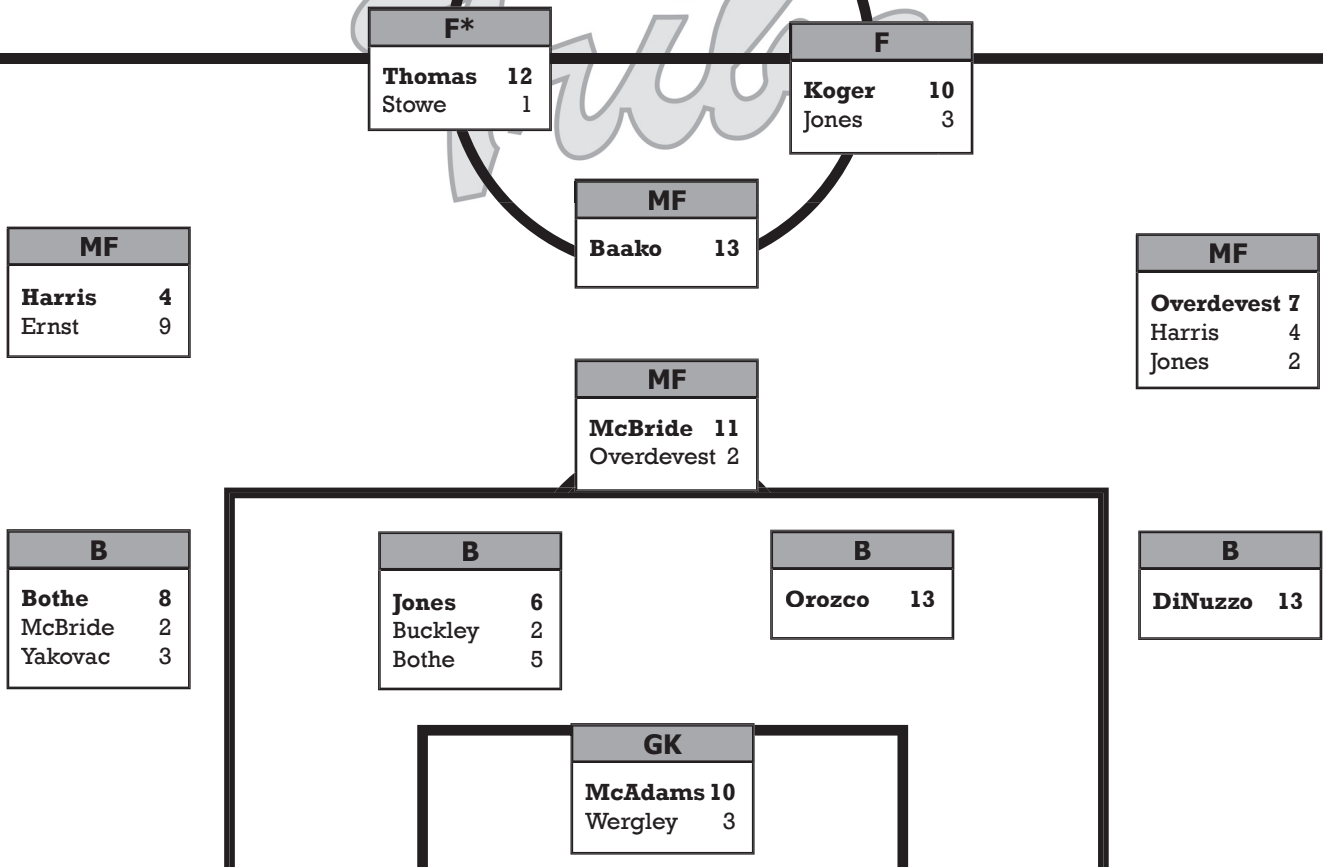 F*
Thomas 12
Stowe 1
F
Koger 10
Jones 3
MF
Baako 13
MF
Harris 4
Ernst 9
MF
Overdevest 7
Harris 4
Jones 2
MF
McBride 11
Overdevest 2
B
Bothe 8
McBride 2
Yakovac 3
B
Jones 6
Buckley 2
Bothe 5
B
Orozco 13
B
DiNuzzo 13
GK
McAdams 10
Wergley 3